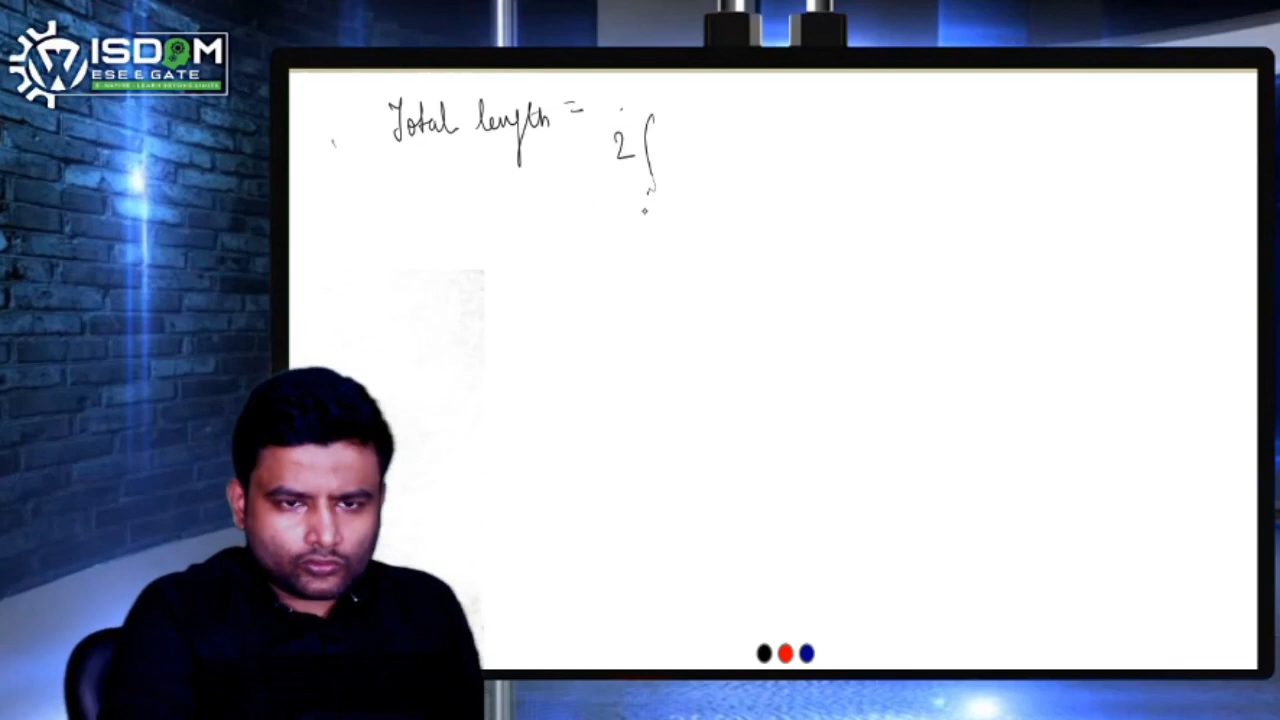 WISDOM
ESE & GATE
Total length = 2∫